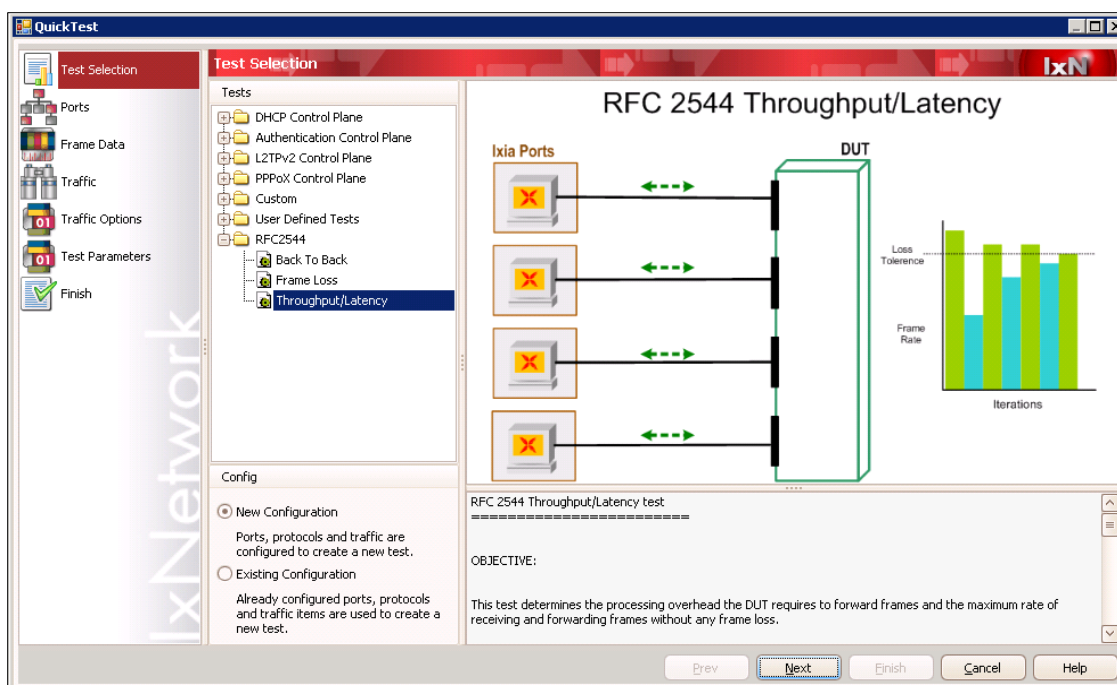 QuickTest
Test Selection
Ports
Frame Data
Traffic
Traffic Options
Test Parameters
Finish
IxNetwork
Test Selection
IxN
Tests
DHCP Control Plane
Authentication Control Plane
L2TPv2 Control Plane
PPPoX Control Plane
Custom
User Defined Tests
RFC2544
Back To Back
Frame Loss
Throughput/Latency
Config
New Configuration
Ports, protocols and traffic are
configured to create a new test.
Existing Configuration
Already configured ports, protocols
and traffic items are used to create a
new test.
RFC 2544 Throughput/Latency
Ixia Ports
DUT
Loss
Tolerence
Frame
Rate
Iterations
RFC 2544 Throughput/Latency test
=========================
OBJECTIVE:
This test determines the processing overhead the DUT requires to forward frames and the maximum rate of
receiving and forwarding frames without any frame loss.
Prev
Next
Finish
Cancel
Help